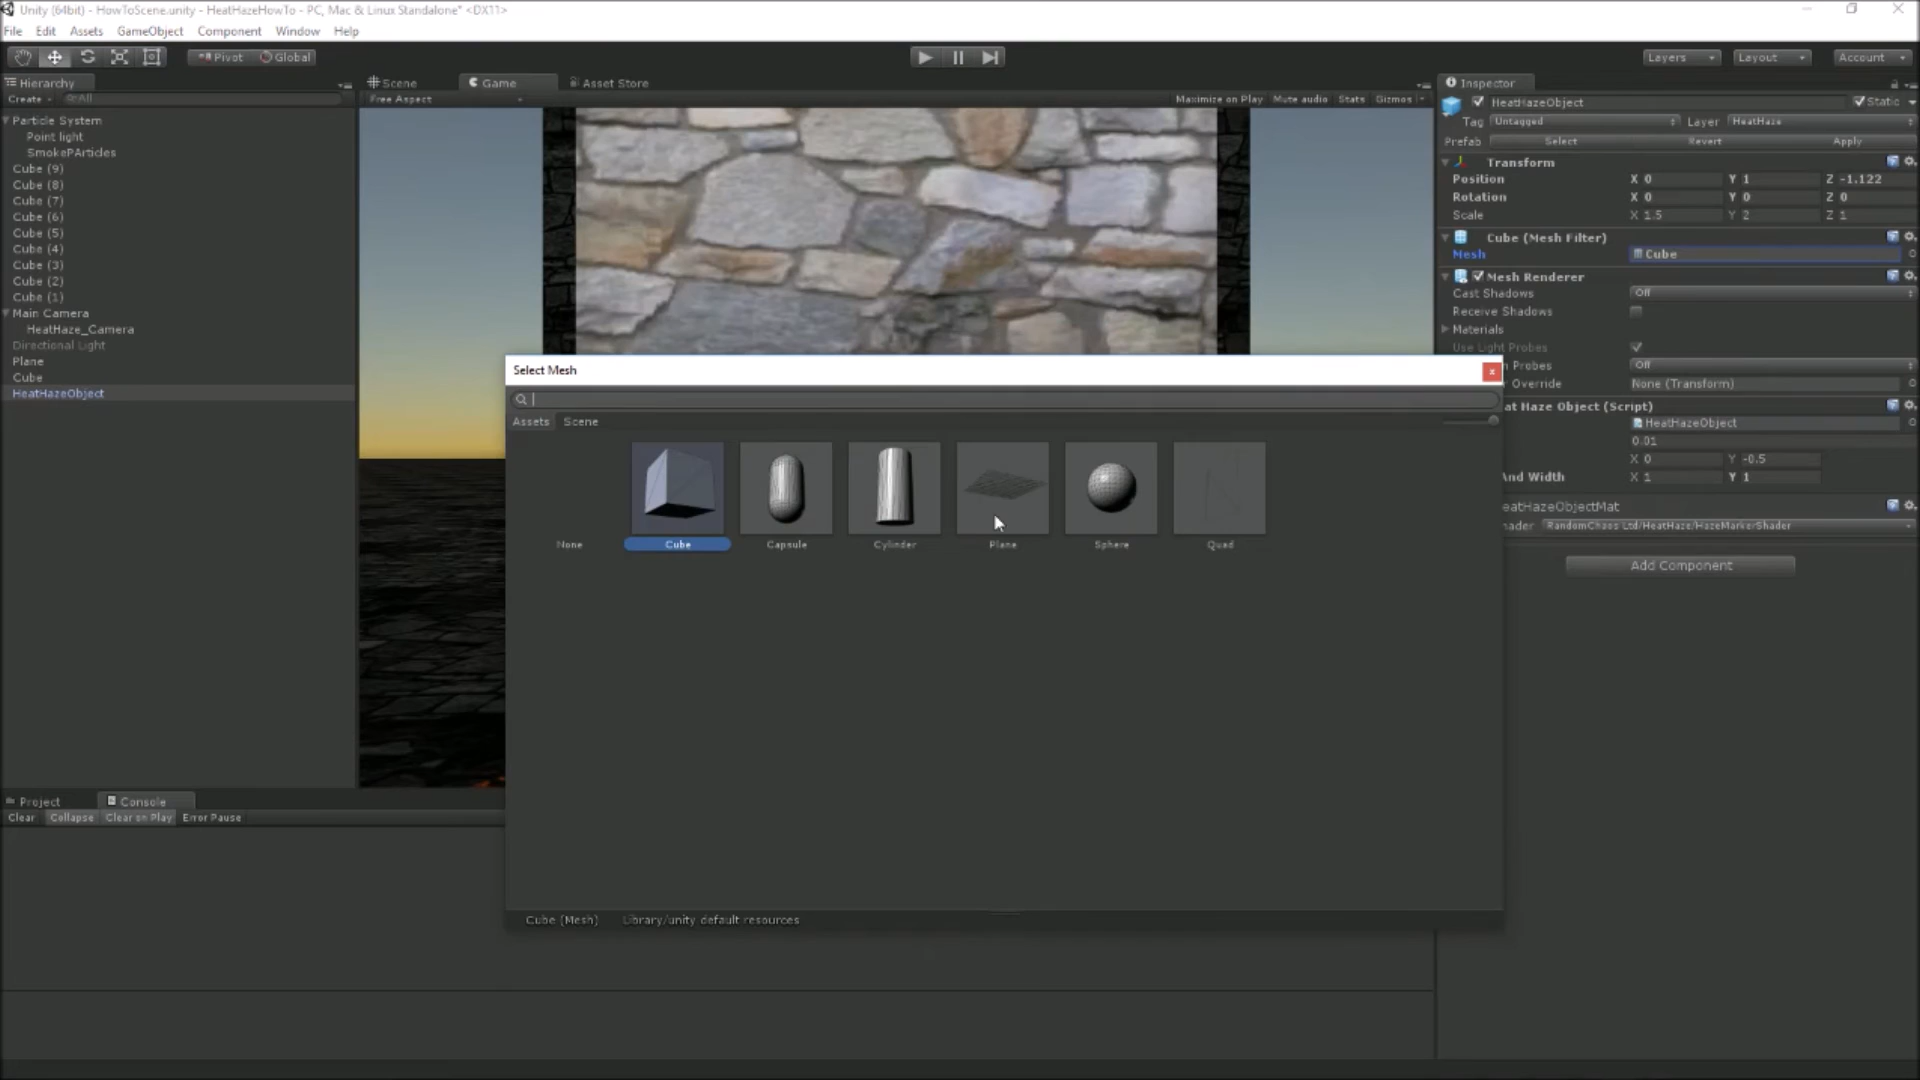 Unity (64bit) - HowToScene.unity - HeatHazeHowTo - PC, Mac & Linux Standalone* <DX11>
File Edit Assets GameObject Component Window Help
Pivot Global Layers Layout Account
Hierarchy
Create All
Particle System
Point light
SmokePArticles
Cube (9)
Cube (8)
Cube (7)
Cube (6)
Cube (5)
Cube (4)
Cube (3)
Cube (2)
Cube (1)
Main Camera
HeatHaze_Camera
Directional Light
Plane
Cube
HeatHazeObject
Scene Game Asset Store
Free Aspect Maximize on Play Mute audio Stats Gizmos
Select Mesh
Assets Scene
None Cube Capsule Cylinder Plane Sphere Quad
Cube (Mesh) Library/unity default resources
Project Console
Clear Collapse Clear on Play Error Pause
Inspector
HeatHazeObject Static
Tag Untagged Layer HeatHaze
Prefab Select Revert Apply
Transform
Position X 0 Y 1 Z -1.122
Rotation X 0 Y 0 Z 0
Scale X 1.5 Y 2 Z 1
Cube (Mesh Filter)
Mesh Cube
Mesh Renderer
Cast Shadows Off
Receive Shadows
Materials
Use Light Probes
n Probes Off
r Override None (Transform)
at Haze Object (Script)
HeatHazeObject
0.01
X 0 Y -0.5
And Width X 1 Y 1
eatHazeObjectMat
ader RandomChaos Ltd/HeatHaze/HazeMarkerShader
Add Component